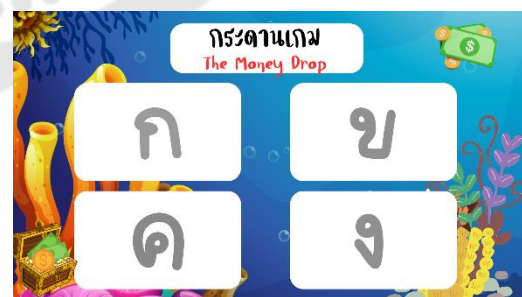 กระดานเกม
The Money Drop
ก ข
ค ง